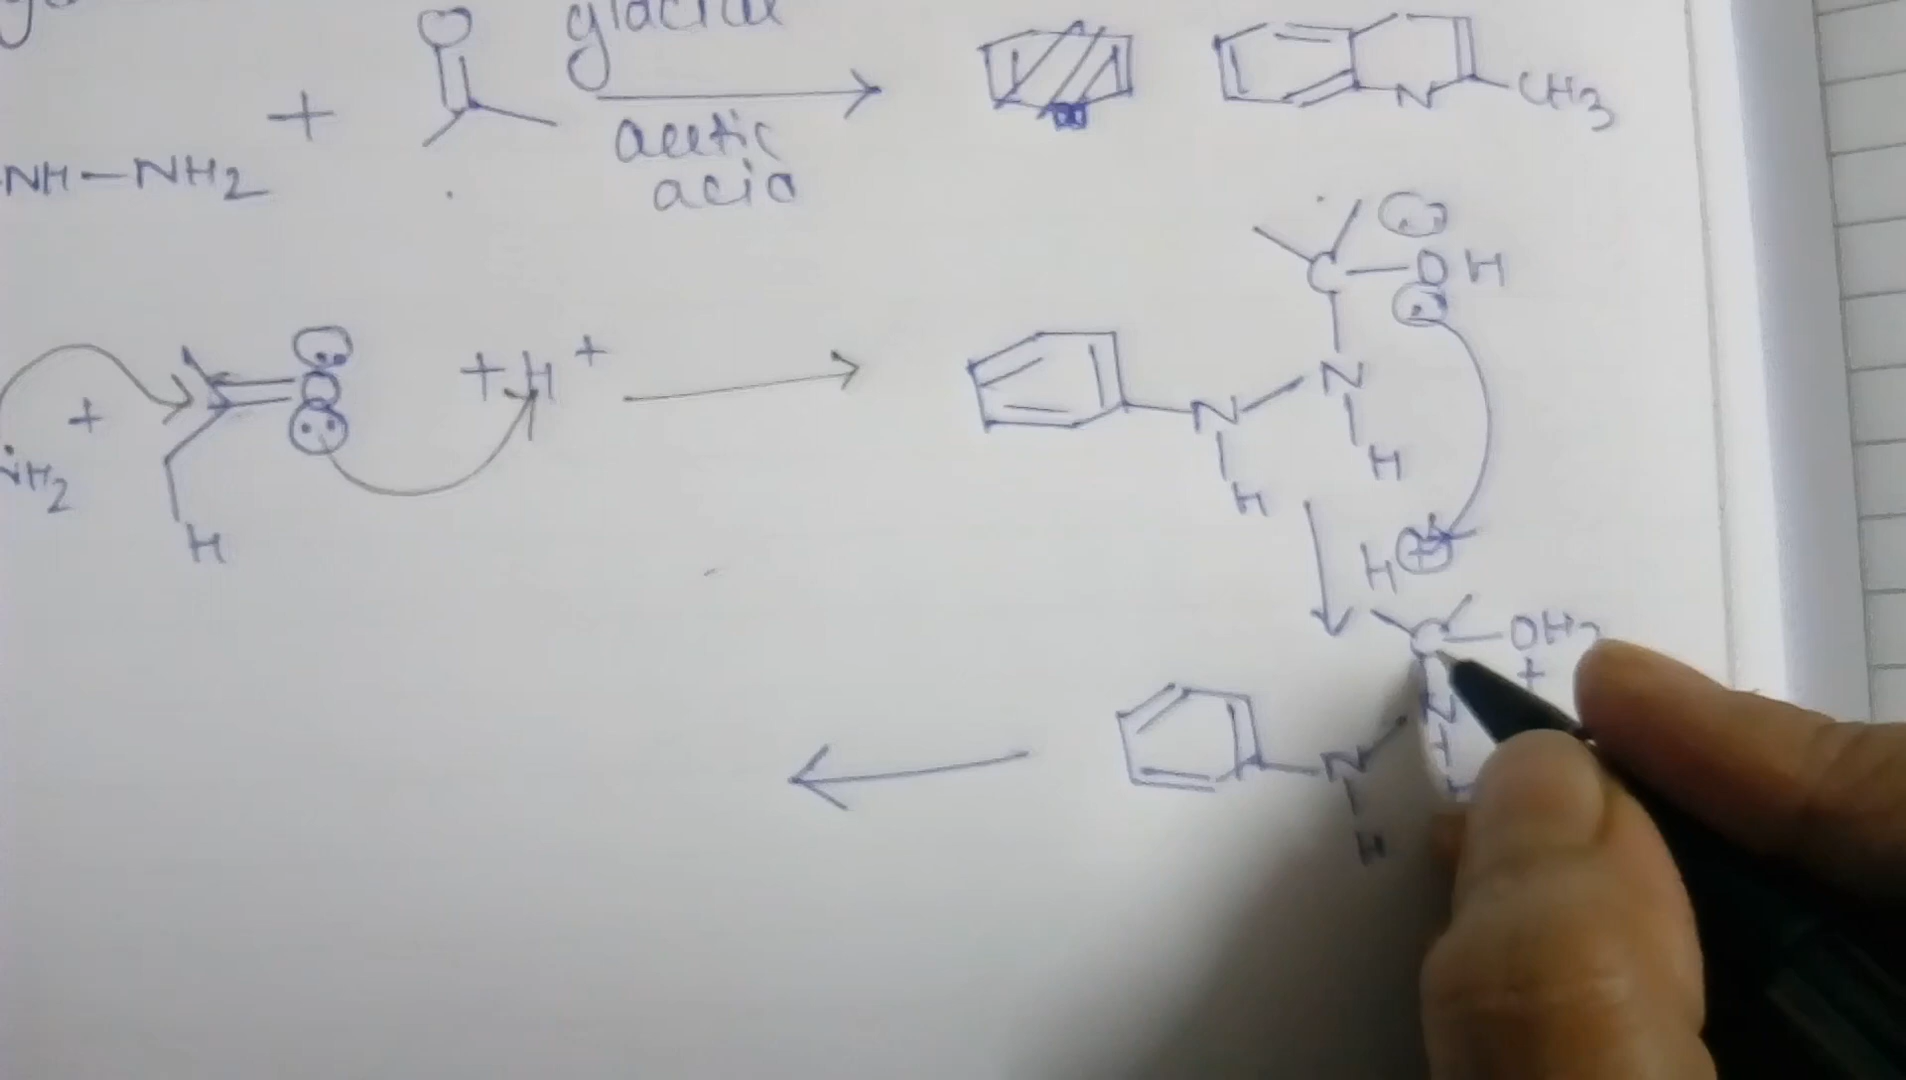 glacial
O
+
acetic
acid
N
CH3
NH-NH2
C-OH
+
O
+H+
N
N
H
H
NH2
H
H+
C-OH2
+
N
N
H